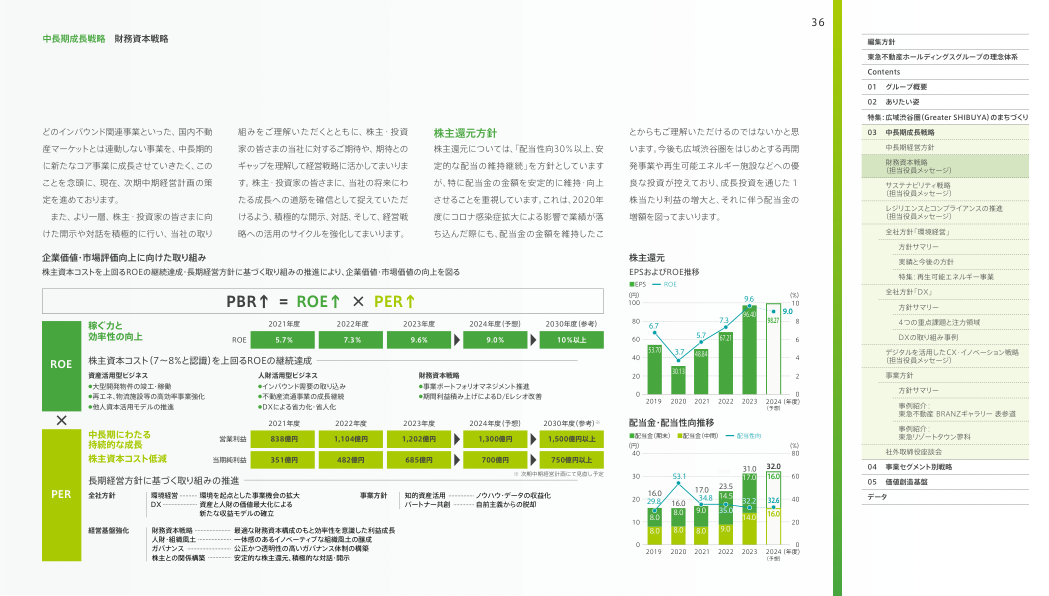 36
中長期成長戦略　財務資本戦略
どのインバウンド関連事業といった、国内不動
産マーケットとは連動しない事業を、中長期的
に新たなコア事業に成長させていきたく、この
ことを念頭に、現在、次期中期経営計画の策
定を進めております。
　また、より一層、株主・投資家の皆さまに向
けた開示や対話を積極的に行い、当社の取り
組みをご理解いただくとともに、株主・投資
家の皆さまの当社に対するご期待や、期待との
ギャップを理解して経営戦略に活かしてまいりま
す。株主・投資家の皆さまに、当社の将来にわ
たる成長への道筋を確信として捉えていただ
けるよう、積極的な開示、対話、そして、経営戦
略への活用のサイクルを強化してまいります。
株主還元方針
株主還元については、「配当性向30％以上、安
定的な配当の維持継続」を方針としています
が、特に配当金の金額を安定的に維持・向上
させることを重視しています。これは、2020年
度にコロナ感染症拡大による影響で業績が落
ち込んだ際にも、配当金の金額を維持したこ
とからもご理解いただけるのではないかと思
います。今後も広域渋谷圏をはじめとする再開
発事業や再生可能エネルギー施設などへの優
良な投資が控えており、成長投資を通じた1
株当たり利益の増大と、それに伴う配当金の
増額を図ってまいります。
企業価値・市場評価向上に向けた取り組み
株主資本コストを上回るROEの継続達成・長期経営方針に基づく取り組みの推進により、企業価値・市場価値の向上を図る
PBR↑ = ROE↑ × PER↑
ROE
稼ぐ力と
効率性の向上
2021年度 2022年度 2023年度 2024年度（予想） 2030年度（参考）
ROE 5.7% 7.3% 9.6% 9.0% 10%以上
株主資本コスト（7〜8%と認識）を上回るROEの継続達成
資産活用型ビジネス
●大型開発物件の竣工・稼働
●再エネ、物流施設等の高効率事業強化
●他人資本活用モデルの推進
人財活用型ビジネス
●インバウンド需要の取り込み
●不動産流通事業の成長継続
●DXによる省力化・省人化
財務戦略
●事業ポートフォリオマネジメント推進
●期間利益積み上げによるD/Eレシオ改善
×
PER
中長期にわたる
持続的な成長
株主資本コスト低減
2021年度 2022年度 2023年度 2024年度（予想） 2030年度（参考）※
営業利益 838億円 1,104億円 1,202億円 1,300億円 1,500億円以上
当期純利益 351億円 482億円 685億円 700億円 750億円以上
※ 次期中期経営計画にて見直し予定
長期経営方針に基づく取り組みの推進
全社方針
環境経営 環境を起点とした事業機会の拡大
DX 資産と人財の価値最大化による
新たな収益モデルの確立
事業方針
知的資産活用 ノウハウ・データの収益化
パートナー共創 自前主義からの脱却
経営基盤強化
財務戦略 最適な財務資本構成のもと効率性を意識した利益成長
人財・組織風土 一体感のあるイノベーティブな組織風土の醸成
ガバナンス 公正かつ透明性の高いガバナンス体制の構築
株主との関係構築 安定的な株主還元、積極的な対話・開示
株主還元
EPSおよびROE推移
■EPS ROE
（円） （％）
100 80 60 40 20 0
10 8 6 4 2 0
6.7 3.7 5.7 7.3 9.6 9.0
53.70 30.13 48.84 67.21 96.40 98.27
2019 2020 2021 2022 2023 2024（年度）
（予想）
配当金・配当性向推移
■配当金（期末） ■配当金（中間） 配当性向
（円） （％）
40 30 20 10 0
80 60 40 20 0
16.0 16.0 17.0 23.5 31.0 32.0
29.8 53.1 34.8 35.0 32.2 32.6
8.0 8.0 9.0 14.5 17.0 16.0
8.0 8.0 8.0 9.0 14.0 16.0
2019 2020 2021 2022 2023 2024（年度）
（予想）
編集方針
東急不動産ホールディングスグループの理念体系
Contents
01 グループ概要
02 ありたい姿
特集：広域渋谷圏（Greater SHIBUYA）のまちづくり
03 中長期成長戦略
中長期経営方針
財務資本戦略
（担当役員メッセージ）
サステナビリティ戦略
（担当役員メッセージ）
レジリエンスとコンプライアンスの推進
（担当役員メッセージ）
全社方針「環境経営」
方針サマリー
実績と今後の方針
特集：再生可能エネルギー事業
全社方針「DX」
方針サマリー
4つの重点課題と注力領域
DXの取り組み事例
デジタルを活用したCX・イノベーション戦略
（担当役員メッセージ）
事業方針
方針サマリー
事例紹介：
東急不動産 BRANZギャラリー 表参道
事例紹介：
東急リゾートタウン蓼科
社外取締役座談会
04 事業セグメント別戦略
05 価値創造基盤
データ